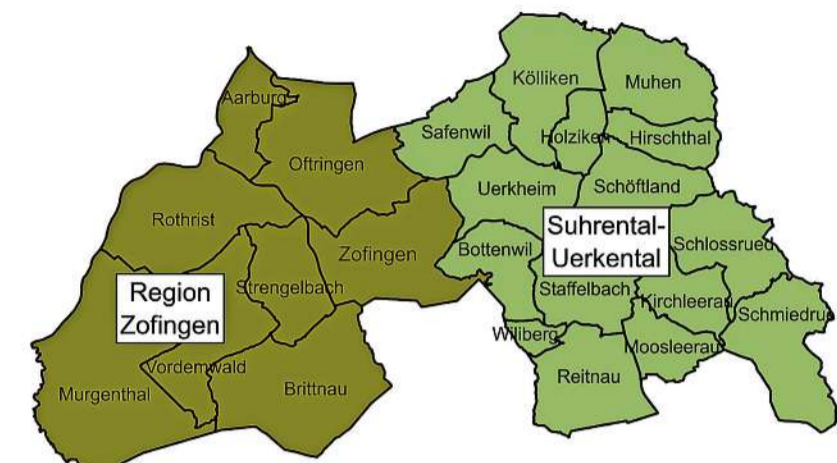 Aarburg
Oftringen
Rothrist
Zofingen
Strengelbach
Region
Zofingen
Vordemwald
Murgenthal
Brittnau
Kölliken
Muhen
Safenwil
Holziken
Hirschthal
Uerkheim
Schöftland
Suhrental-
Uerkental
Bottenwil
Schlossrued
Staffelbach
Kirchleerau
Schmiedrue
Wiliberg
Moosleerau
Reitnau